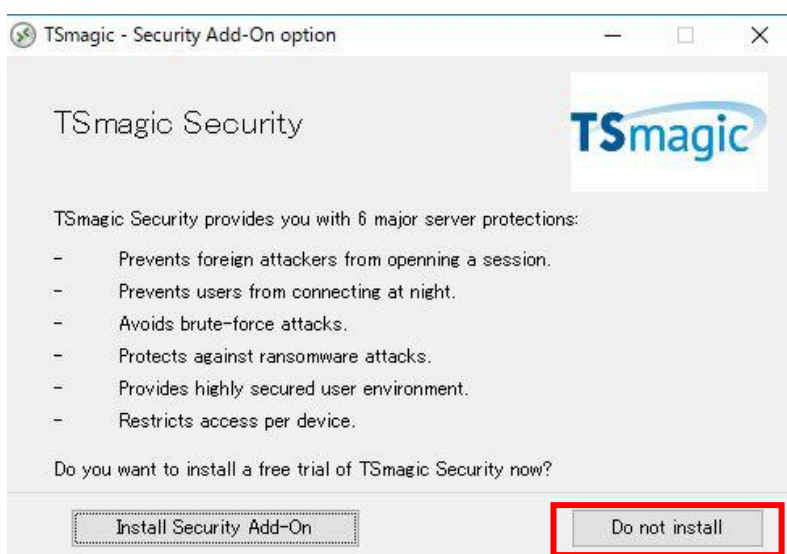 TSmagic - Security Add-On option
TSmagic Security
TSmagic
TSmagic Security provides you with 6 major server protections:
- Prevents foreign attackers from openning a session.
- Prevents users from connecting at night.
- Avoids brute-force attacks.
- Protects against ransomware attacks.
- Provides highly secured user environment.
- Restricts access per device.
Do you want to install a free trial of TSmagic Security now?
Install Security Add-On
Do not install